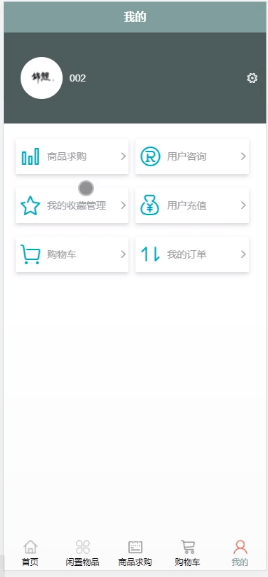 我的
锦鲤.
002
商品求购
用户咨询
我的收藏管理
用户充值
购物车
我的订单
首页
闲置物品
商品求购
购物车
我的